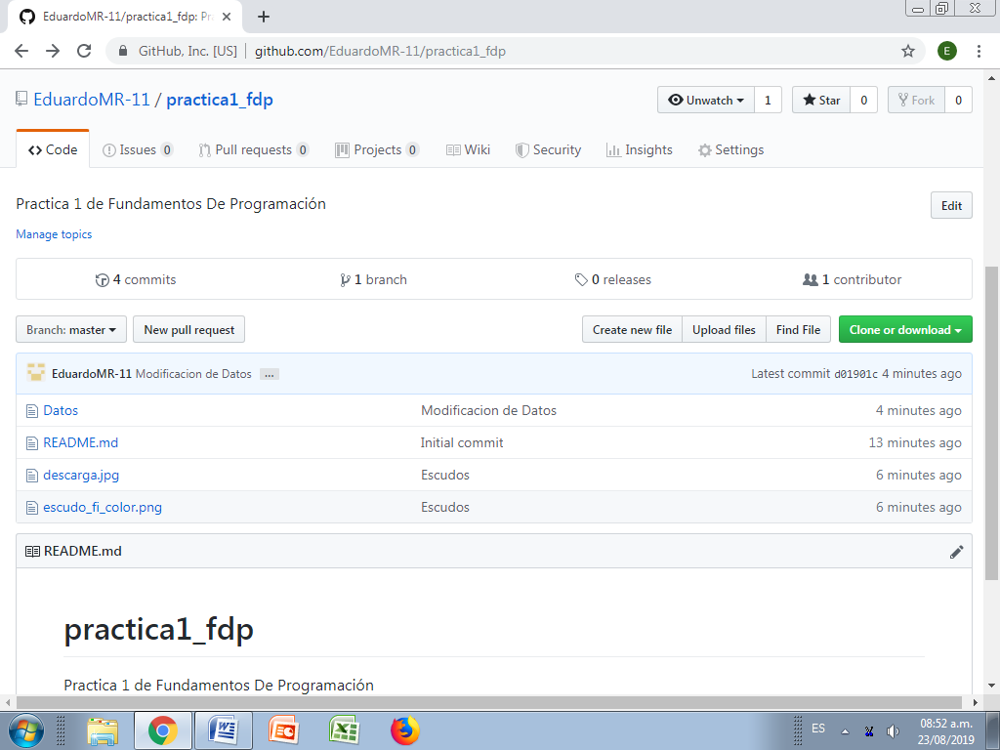 EduardoMR-11/practica1_fdp: Pra
GitHub, Inc. [US] | github.com/EduardoMR-11/practica1_fdp E
EduardoMR-11 / practica1_fdp Unwatch 1 Star 0 Fork 0
Code Issues 0 Pull requests 0 Projects 0 Wiki Security Insights Settings
Practica 1 de Fundamentos De Programación Edit
Manage topics
4 commits 1 branch 0 releases 1 contributor
Branch: master New pull request Create new file Upload files Find File Clone or download
EduardoMR-11 Modificacion de Datos ... Latest commit d01901c 4 minutes ago
Datos Modificacion de Datos 4 minutes ago
README.md Initial commit 13 minutes ago
descarga.jpg Escudos 6 minutes ago
escudo_fi_color.png Escudos 6 minutes ago
README.md
practica1_fdp
Practica 1 de Fundamentos De Programación
ES 08:52 a.m.
23/08/2019